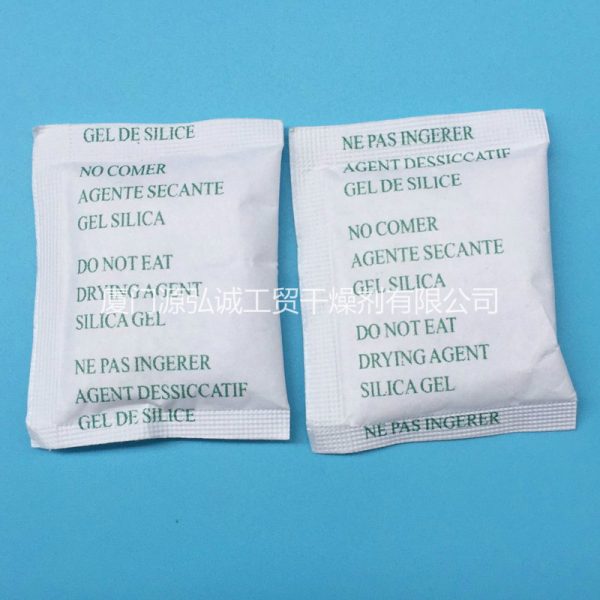 GEL DE SILICE
NO COMER
AGENTE SECANTE
GEL SILICA
DO NOT EAT
DRYING AGENT
SILICA GEL
NE PAS INGERER
AGENT DESSICCATIF
GEL DE SILICE
NE PAS INGERER
AGENT DESSICCATIF
GEL DE SILICE
NO COMER
AGENTE SECANTE
GEL SILICA
DO NOT EAT
DRYING AGENT
SILICA GEL
NE PAS INGERER
厦门源弘诚工贸干燥剂有限公司